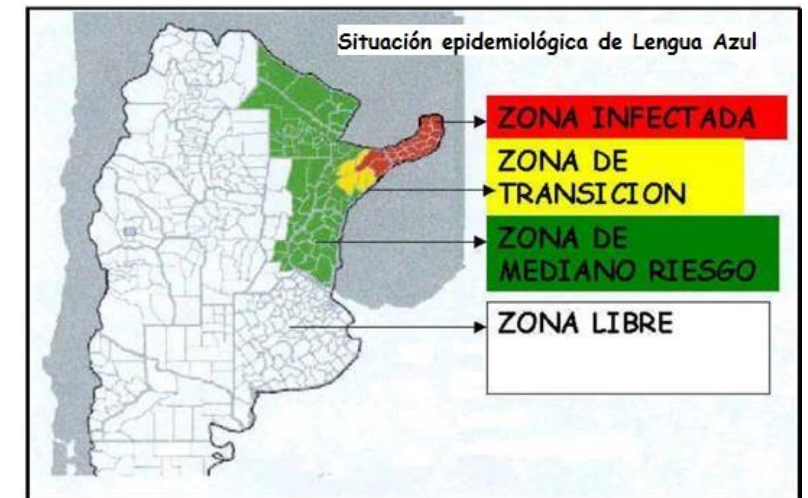 Situación epidemiológica de Lengua Azul
ZONA INFECTADA
ZONA DE
TRANSICION
ZONA DE
MEDIANO RIESGO
ZONA LIBRE